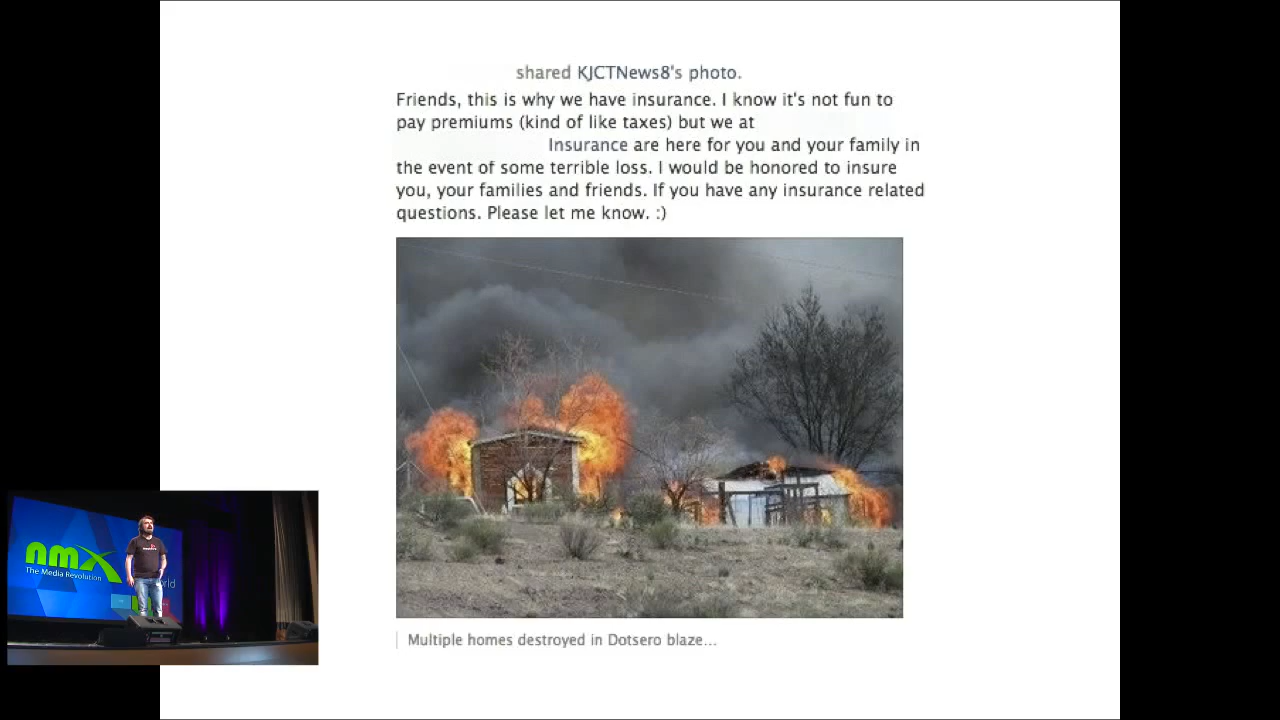 shared KJCTNews8's photo.
Friends, this is why we have insurance. I know it's not fun to
pay premiums (kind of like taxes) but we at
Insurance are here for you and your family in
the event of some terrible loss. I would be honored to insure
you, your families and friends. If you have any insurance related
questions. Please let me know. :)
Multiple homes destroyed in Dotsero blaze...
nmx
The Media Revolution